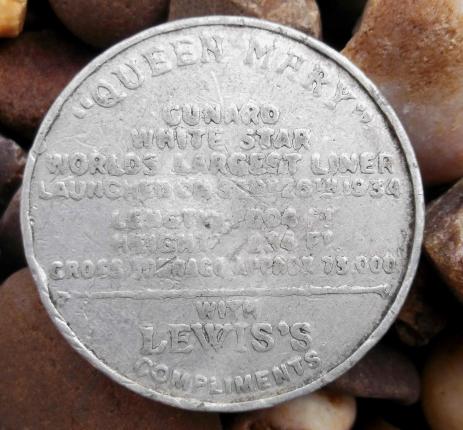 "QUEEN MARY"
CUNARD
WHITE STAR
WORLDS LARGEST LINER
LAUNCHED 1934
LENGTH FT
HEIGHT 234 FT
GROSS TONNAGE APPROX 73.000
WITH
LEWIS'S
COMPLIMENTS